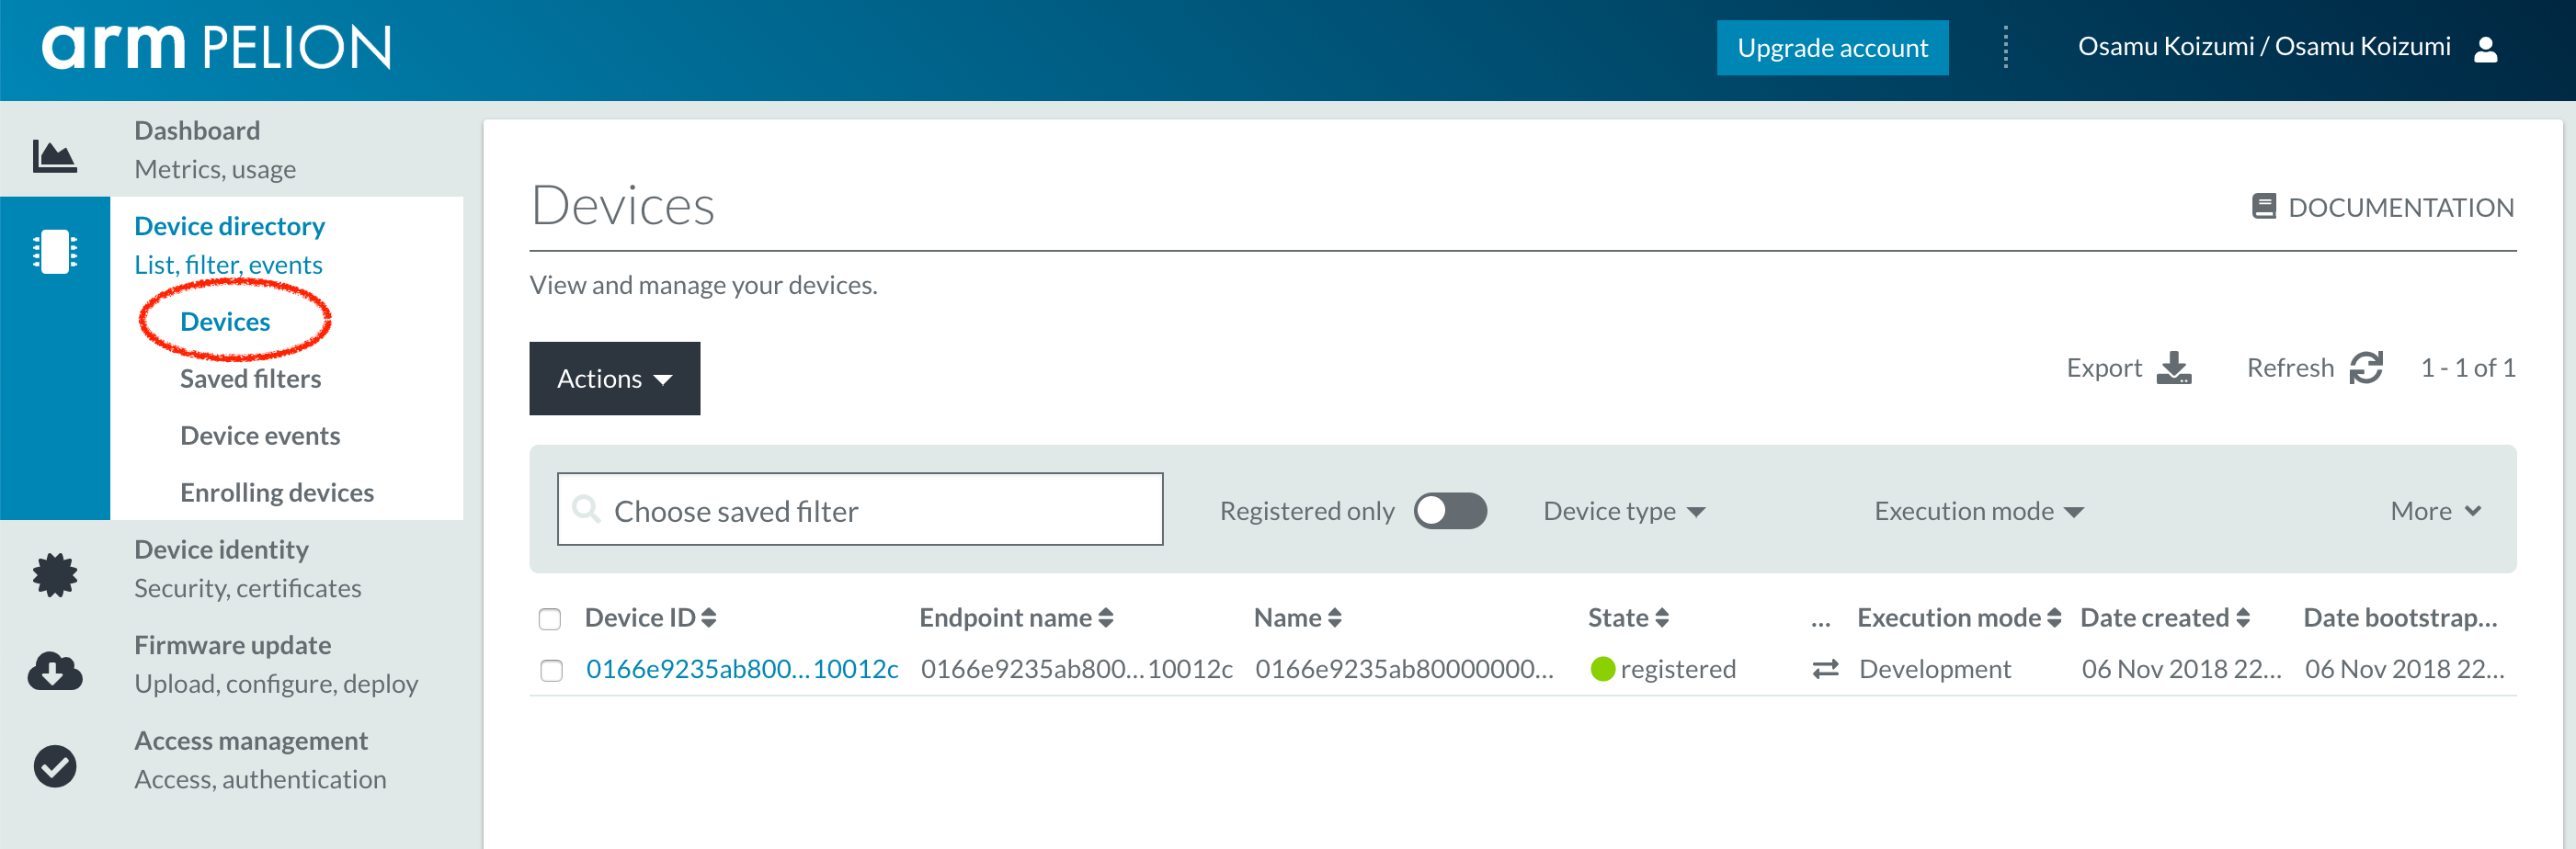 arm PELION
Upgrade account
Osamu Koizumi / Osamu Koizumi
Dashboard
Metrics, usage
Device directory
List, filter, events
Devices
Saved filters
Device events
Enrolling devices
Device identity
Security, certificates
Firmware update
Upload, configure, deploy
Access management
Access, authentication
Devices
DOCUMENTATION
View and manage your devices.
Actions
Export Refresh 1 - 1 of 1
Choose saved filter Registered only Device type Execution mode More
Device ID Endpoint name Name State ... Execution mode Date created Date bootstrap...
0166e9235ab800...10012c 0166e9235ab800...10012c 0166e9235ab80000000... registered Development 06 Nov 2018 22... 06 Nov 2018 22...